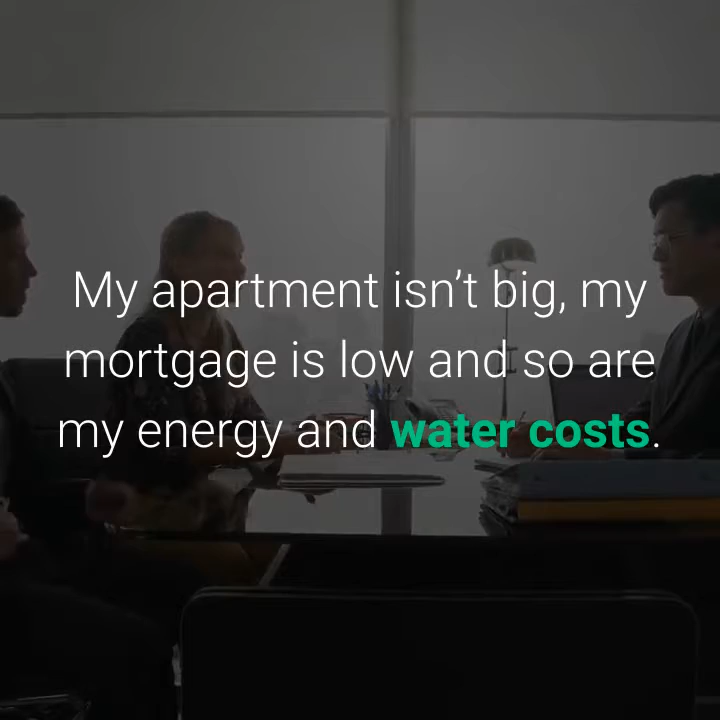 My apartment isn’t big, my
mortgage is low and so are
my energy and water costs.